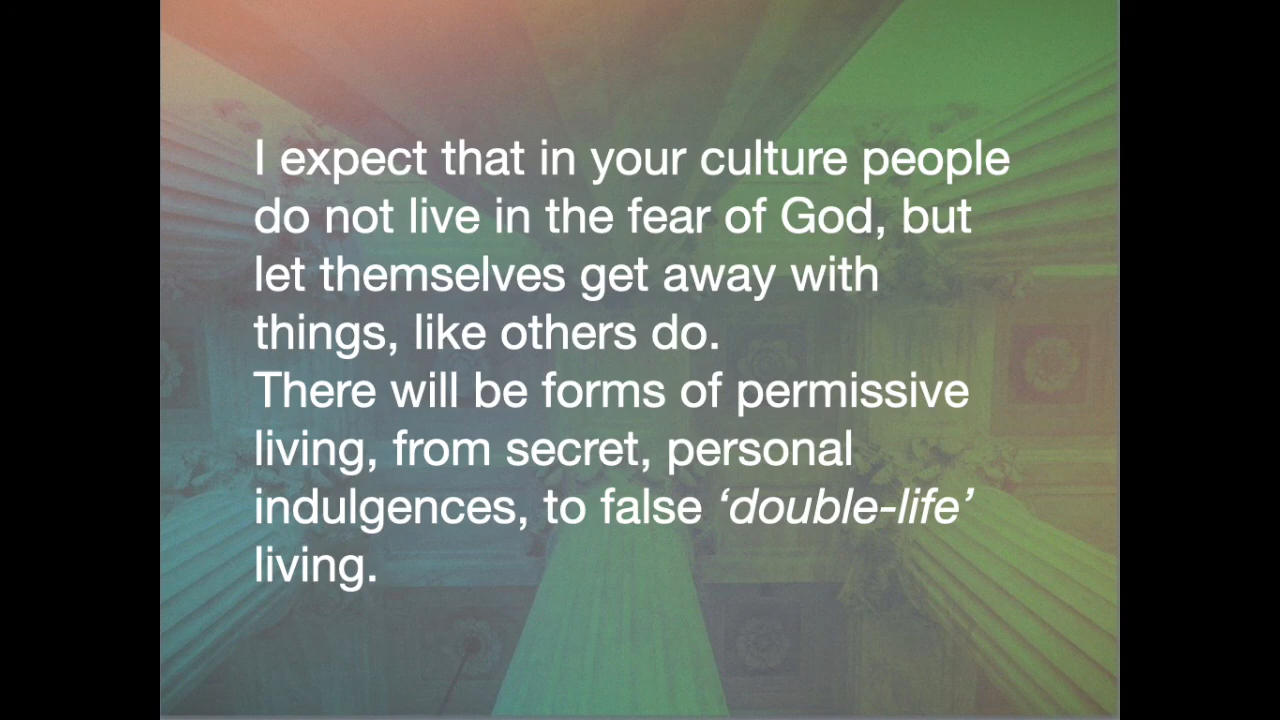 I expect that in your culture people
do not live in the fear of God, but
let themselves get away with
things, like others do.
There will be forms of permissive
living, from secret, personal
indulgences, to false ‘double-life’
living.